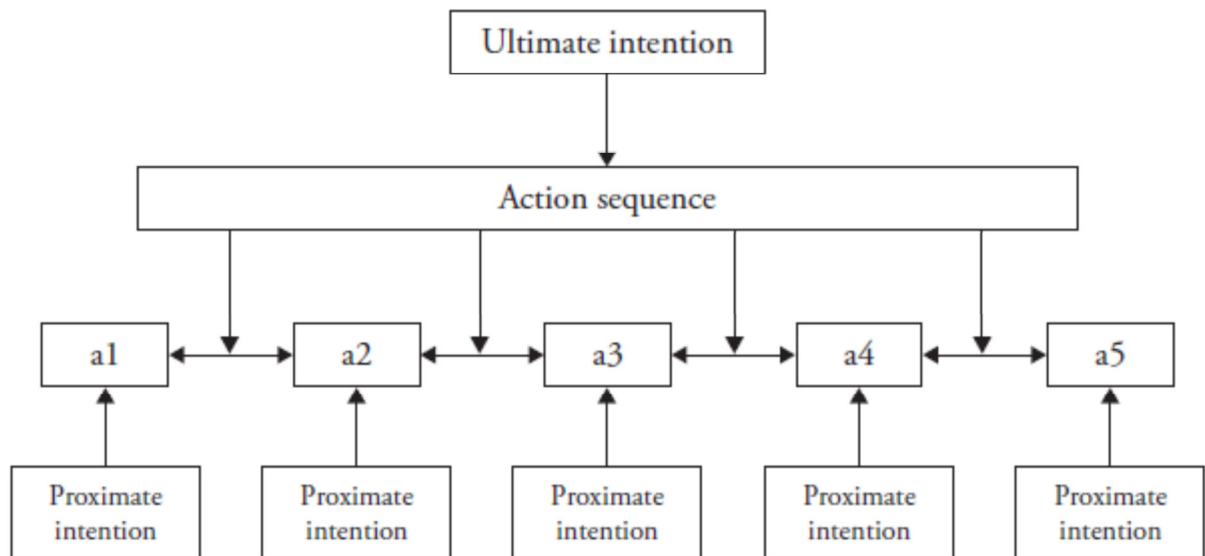 Ultimate intention
Action sequence
a1
a2
a3
a4
a5
Proximate
intention
Proximate
intention
Proximate
intention
Proximate
intention
Proximate
intention